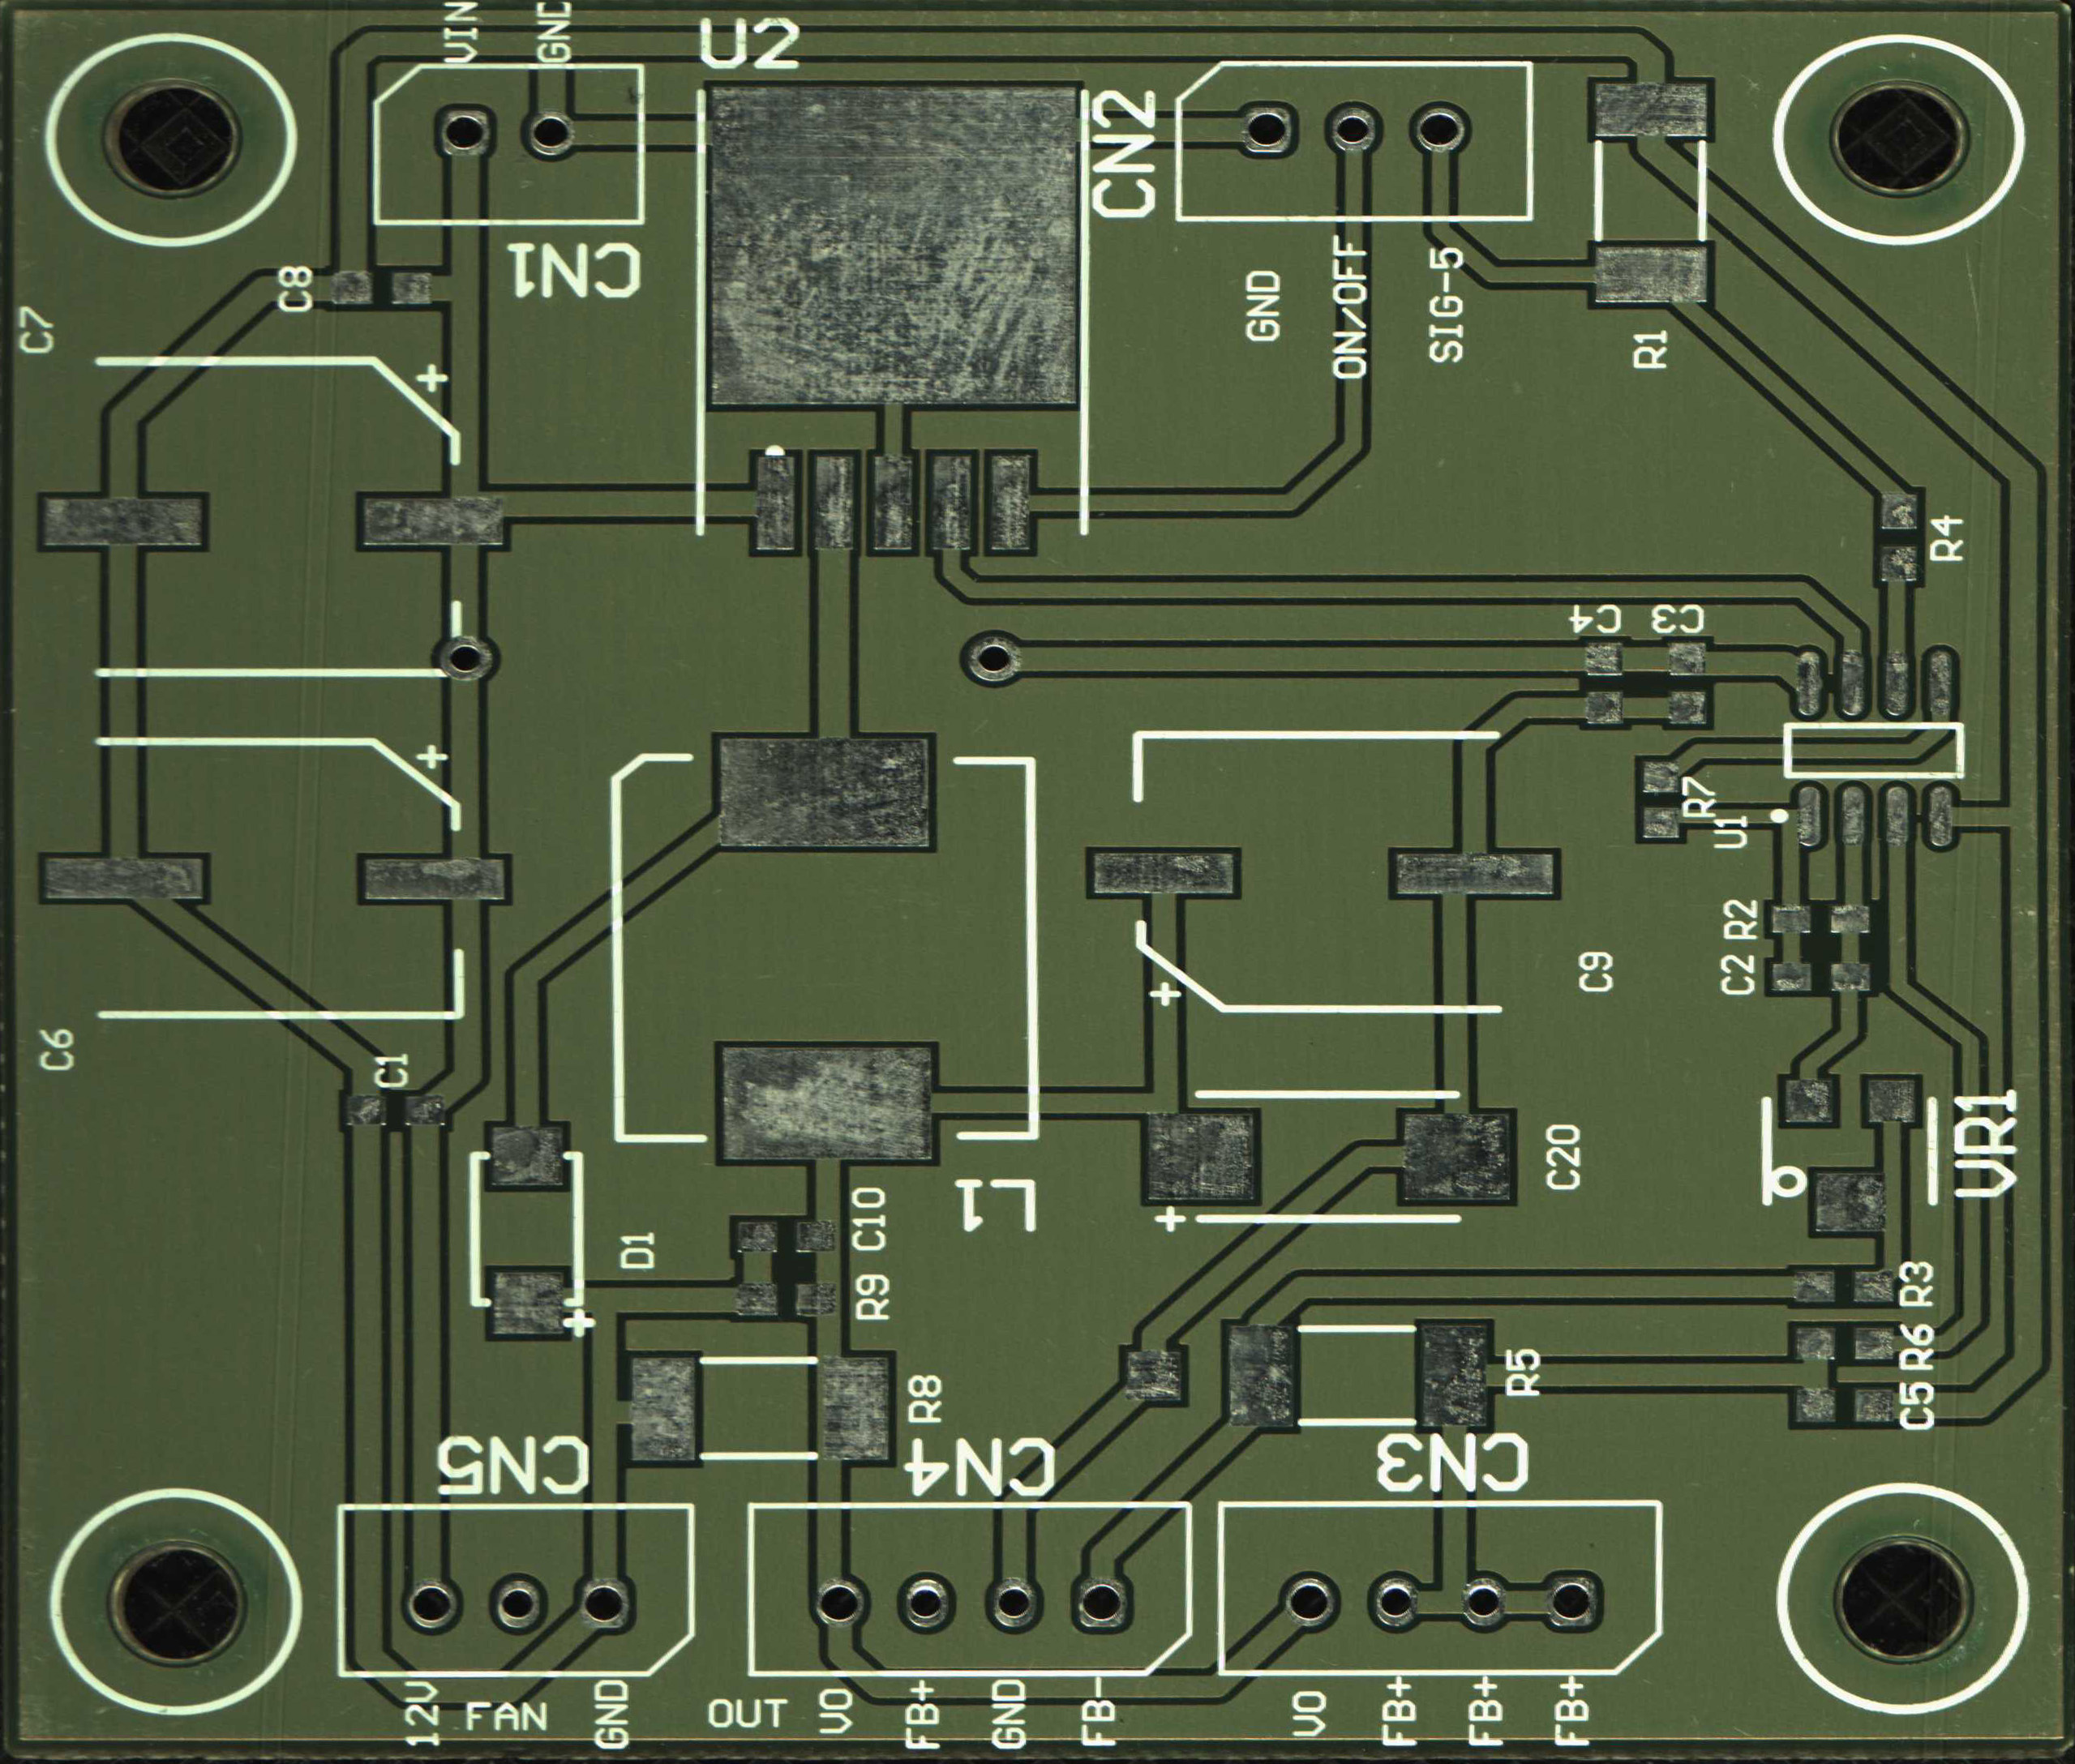 VIN
GND
U2
CN2
CN1
C8
C7
GND
ON/OFF
SIG-5
R1
R4
C4
C3
R7
U1
R2
C2
C9
C6
C1
VR1
C20
L1
C10
D1
R9
R3
R6
R5
C5
R8
CN5
CN4
CN3
12V
FAN
GND
OUT
VO
FB+
GND
FB-
VO
FB+
FB+
FB+